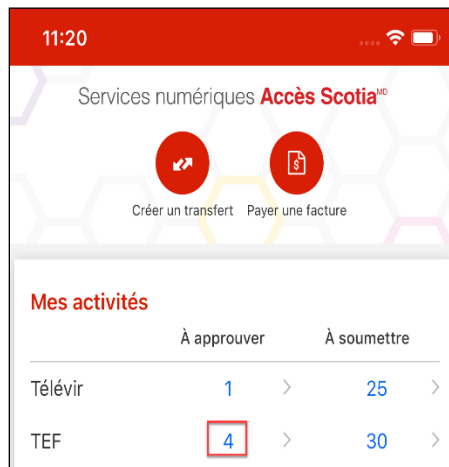 11:20
Services numériques Accès Scotia MD
Créer un transfert Payer une facture
Mes activités
À approuver À soumettre
Télévir 1 25
TEF 4 30